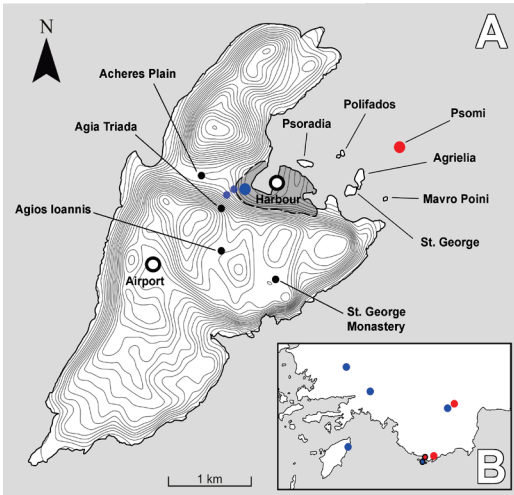 N
A
Acheres Plain
Polifados
Psoradia
Psomi
Agia Triada
Agrielia
Mavro Poini
Harbour
Agios Ioannis
St. George
Airport
St. George
Monastery
1 km
B